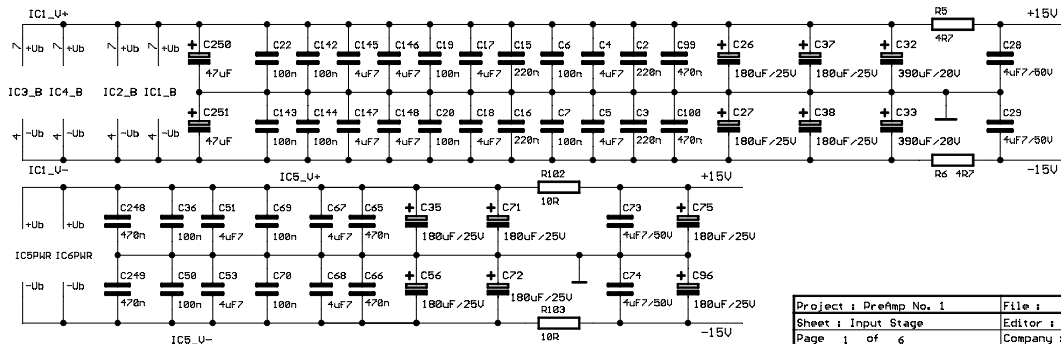 IC1_V+ R5 +15V
7 +Ub 7 +Ub 7 +Ub 7 +Ub + C250 C22 C142 C145 C146 C19 C17 C15 C6 C4 C2 C99 + C26 + C37 + C32 4R7 C28
47uF 100n 100n 4uF7 4uF7 100n 4uF7 220n 100n 4uF7 220n 470n 180uF/25V 180uF/25V 390uF/20V 4uF7/50V
IC3_B IC4_B IC2_B IC1_B
4 -Ub 4 -Ub 4 -Ub 4 -Ub + C251 C143 C144 C147 C148 C20 C18 C16 C7 C5 C3 C100 + C27 + C38 + C33 C29
47uF 100n 100n 4uF7 4uF7 100n 4uF7 220n 100n 4uF7 220n 470n 180uF/25V 180uF/25V 390uF/20V 4uF7/50V
IC1_V- R6 4R7 -15V
IC5_V+ R102 +15V
+Ub +Ub C248 C36 C51 C69 C67 C65 + C35 + C71 10R C73 + C75
470n 100n 4uF7 100n 4uF7 470n 180uF/25V 180uF/25V 4uF7/50V 180uF/25V
IC5PWR IC6PWR
-Ub -Ub C249 C50 C53 C70 C68 C66 + C56 + C72 C74 + C96
470n 100n 4uF7 100n 4uF7 470n 180uF/25V 180uF/25V 4uF7/50V 180uF/25V
R103
IC5_V- 10R -15V
Project : PreAmp No. 1 File :
Sheet : Input Stage Editor :
Page 1 of 6 Company